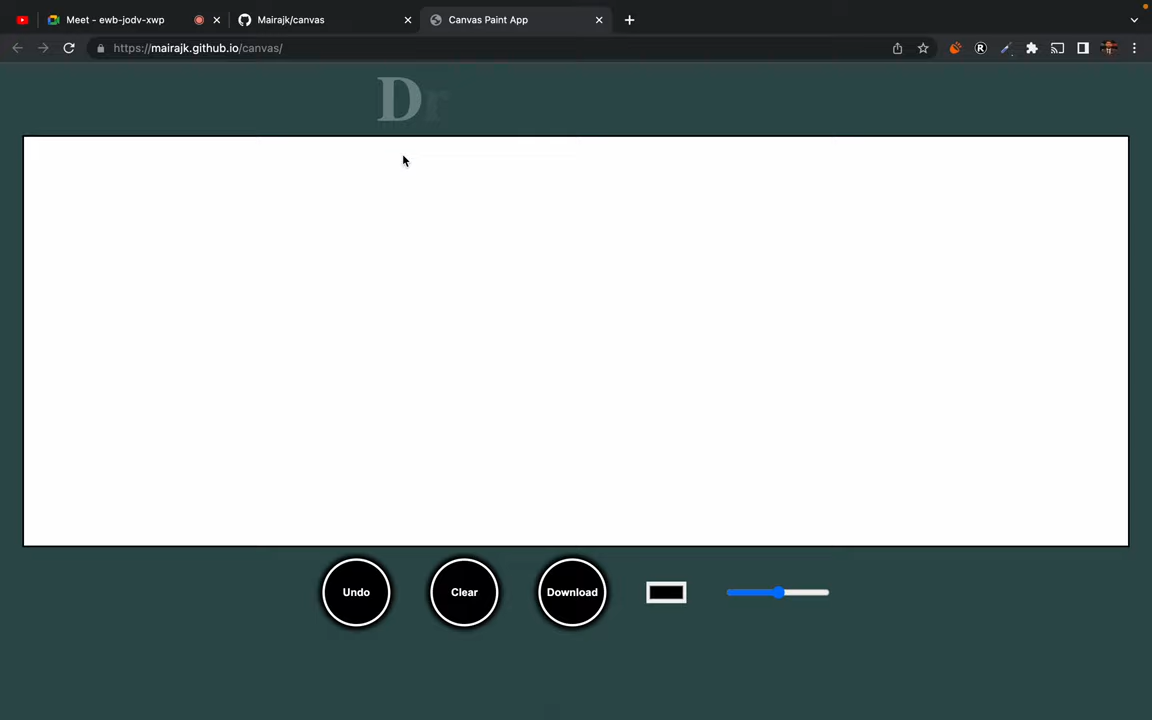 Meet - ewb-jodv-xwp
Mairajk/canvas
Canvas Paint App
https://mairajk.github.io/canvas/
Dr
Undo
Clear
Download